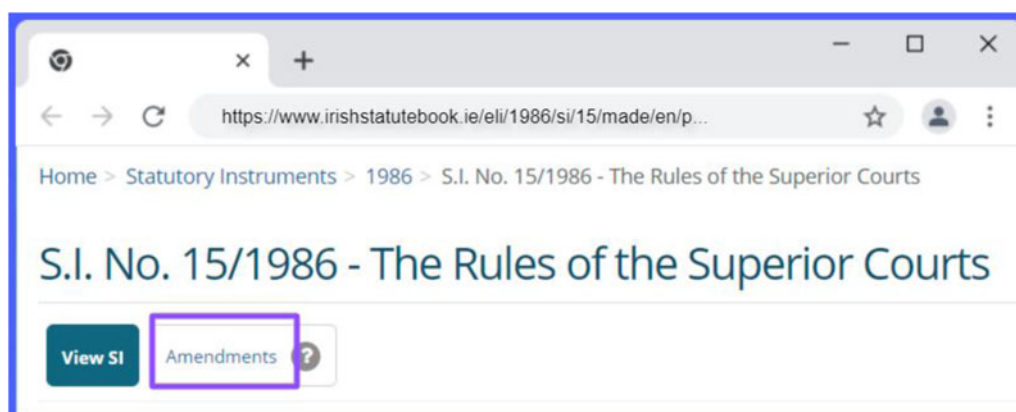 https://www.irishstatutebook.ie/eli/1986/si/15/made/en/p...
Home > Statutory Instruments > 1986 > S.I. No. 15/1986 - The Rules of the Superior Courts
S.I. No. 15/1986 - The Rules of the Superior Courts
View SI Amendments ?